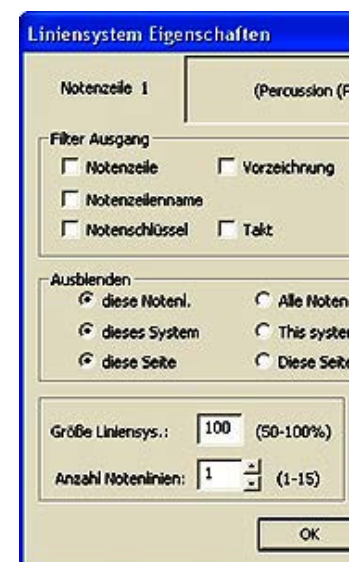 Liniensystem Eigenschaften
Notenzeile 1 (Percussion (P
Filter Ausgang
Notenzeile Vorzeichnung
Notenzeilenname
Notenschlüssel Takt
Ausblenden
diese Notenl. Alle Noten
dieses System This system
diese Seite Diese Seite
Größe Liniensys.: 100 (50-100%)
Anzahl Notenlinien: 1 (1-15)
OK